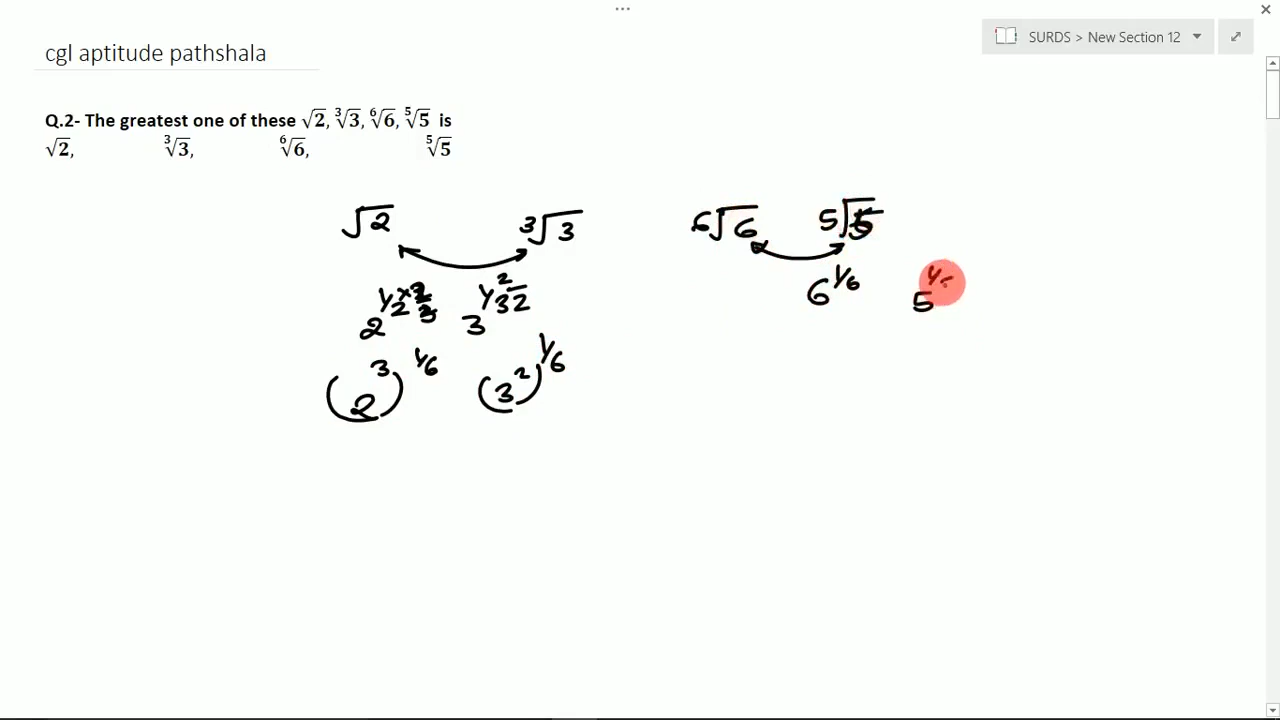 SURDS > New Section 12
cgl aptitude pathshala
Q.2- The greatest one of these √2, ∛3, ⁶√6, ⁵√5 is
√2, ∛3, ⁶√6, ⁵√5
√2 ³√3 6√6 5√5
6^1/6 5
2^1/2× 3^1/3 2/2
(2³)^1/6 (3²)^1/6